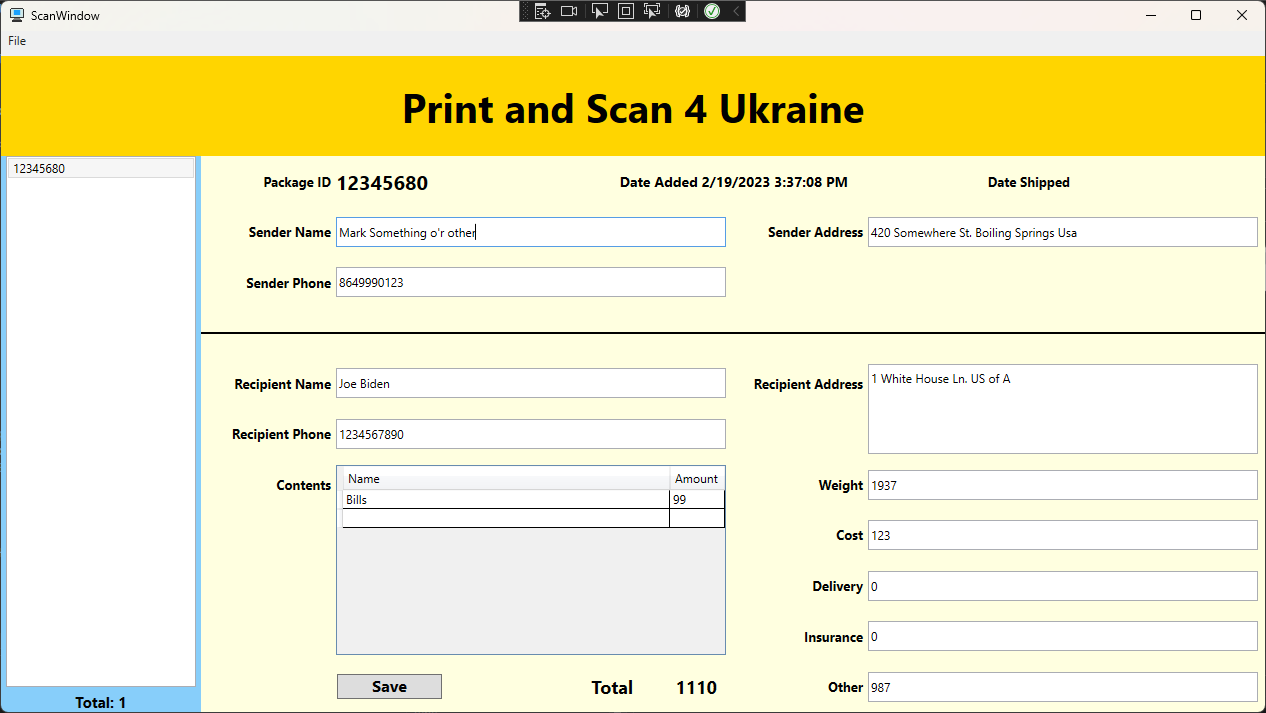 ScanWindow
File
Print and Scan 4 Ukraine
12345680
Total: 1
Package ID 12345680
Date Added 2/19/2023 3:37:08 PM
Date Shipped
Sender Name Mark Something o'r other
Sender Address 420 Somewhere St. Boiling Springs Usa
Sender Phone 8649990123
Recipient Name Joe Biden
Recipient Address 1 White House Ln. US of A
Recipient Phone 1234567890
Contents
Name Amount
Bills 99
Weight 1937
Cost 123
Delivery 0
Insurance 0
Other 987
Save
Total 1110